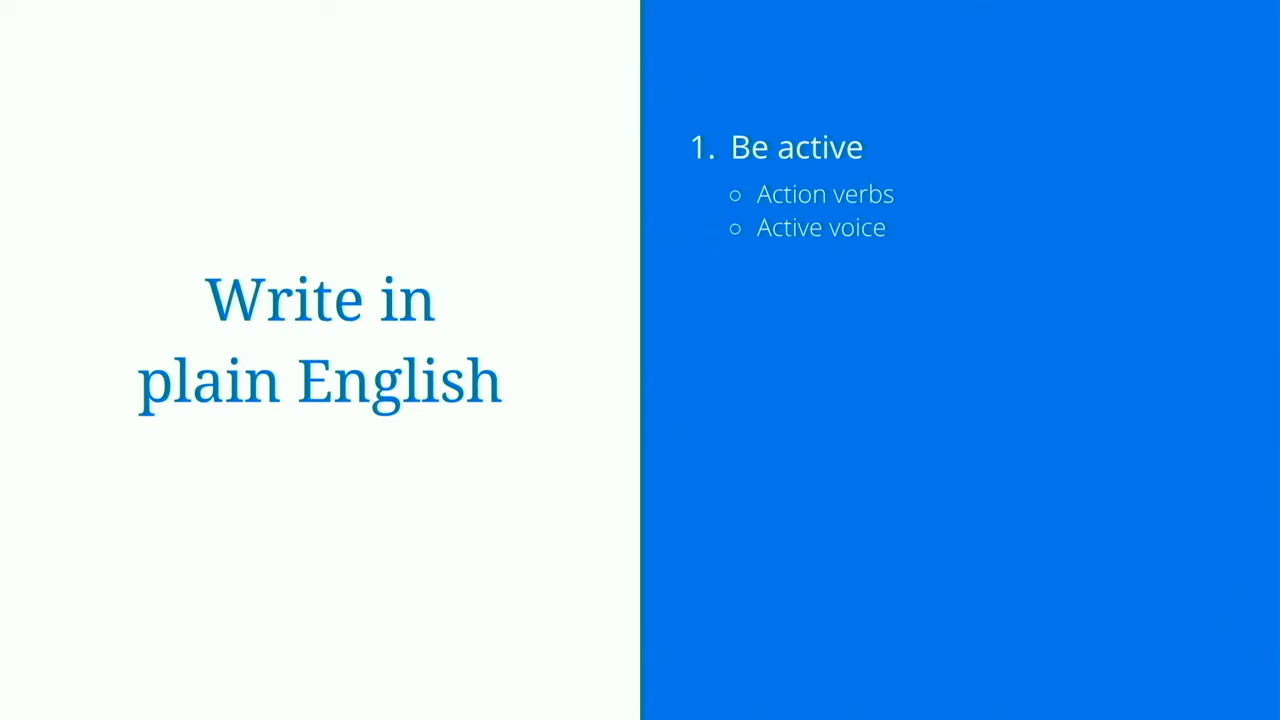 Write in
plain English
1. Be active
○ Action verbs
○ Active voice